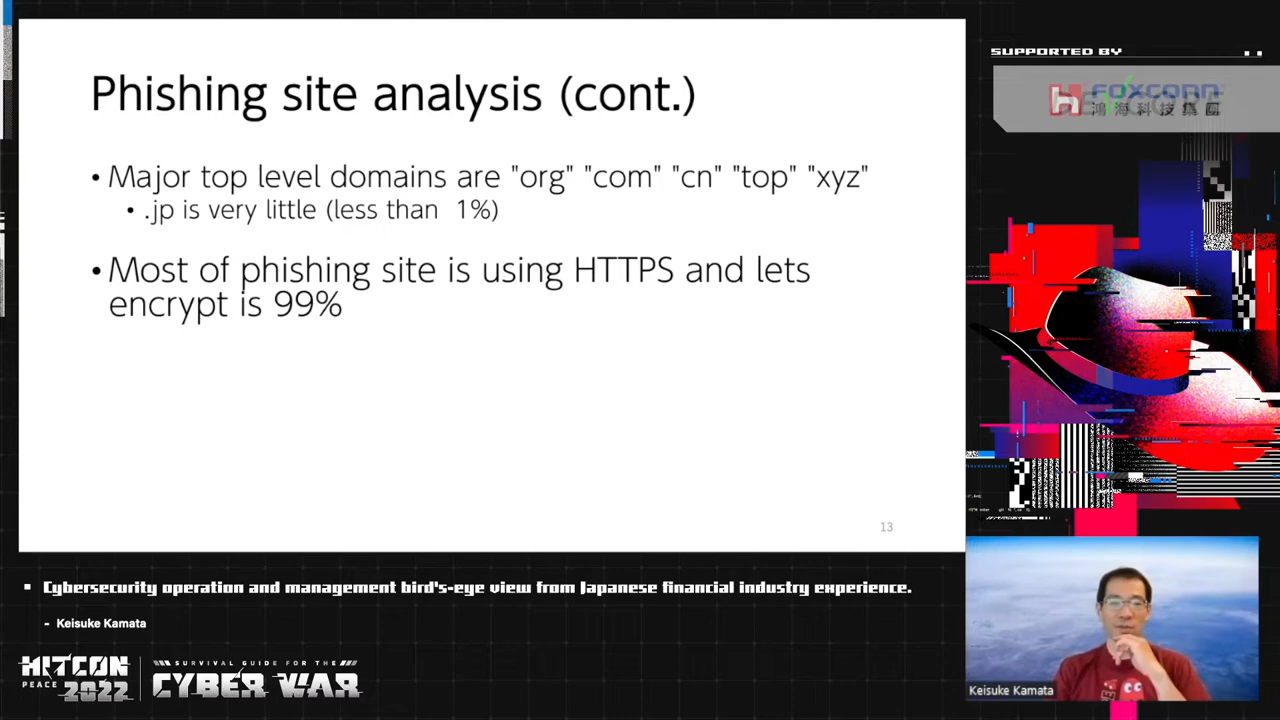 Phishing site analysis (cont.)
• Major top level domains are "org" "com" "cn" "top" "xyz"
• .jp is very little (less than 1%)
• Most of phishing site is using HTTPS and lets
encrypt is 99%
13
SUPPORTED BY
FOXCONN
鴻海科技集團
Cybersecurity operation and management bird's-eye view from Japanese financial industry experience.
- Keisuke Kamata
Keisuke Kamata
HITCON
PEACE 2022
SURVIVAL GUIDE FOR THE
CYBER WAR